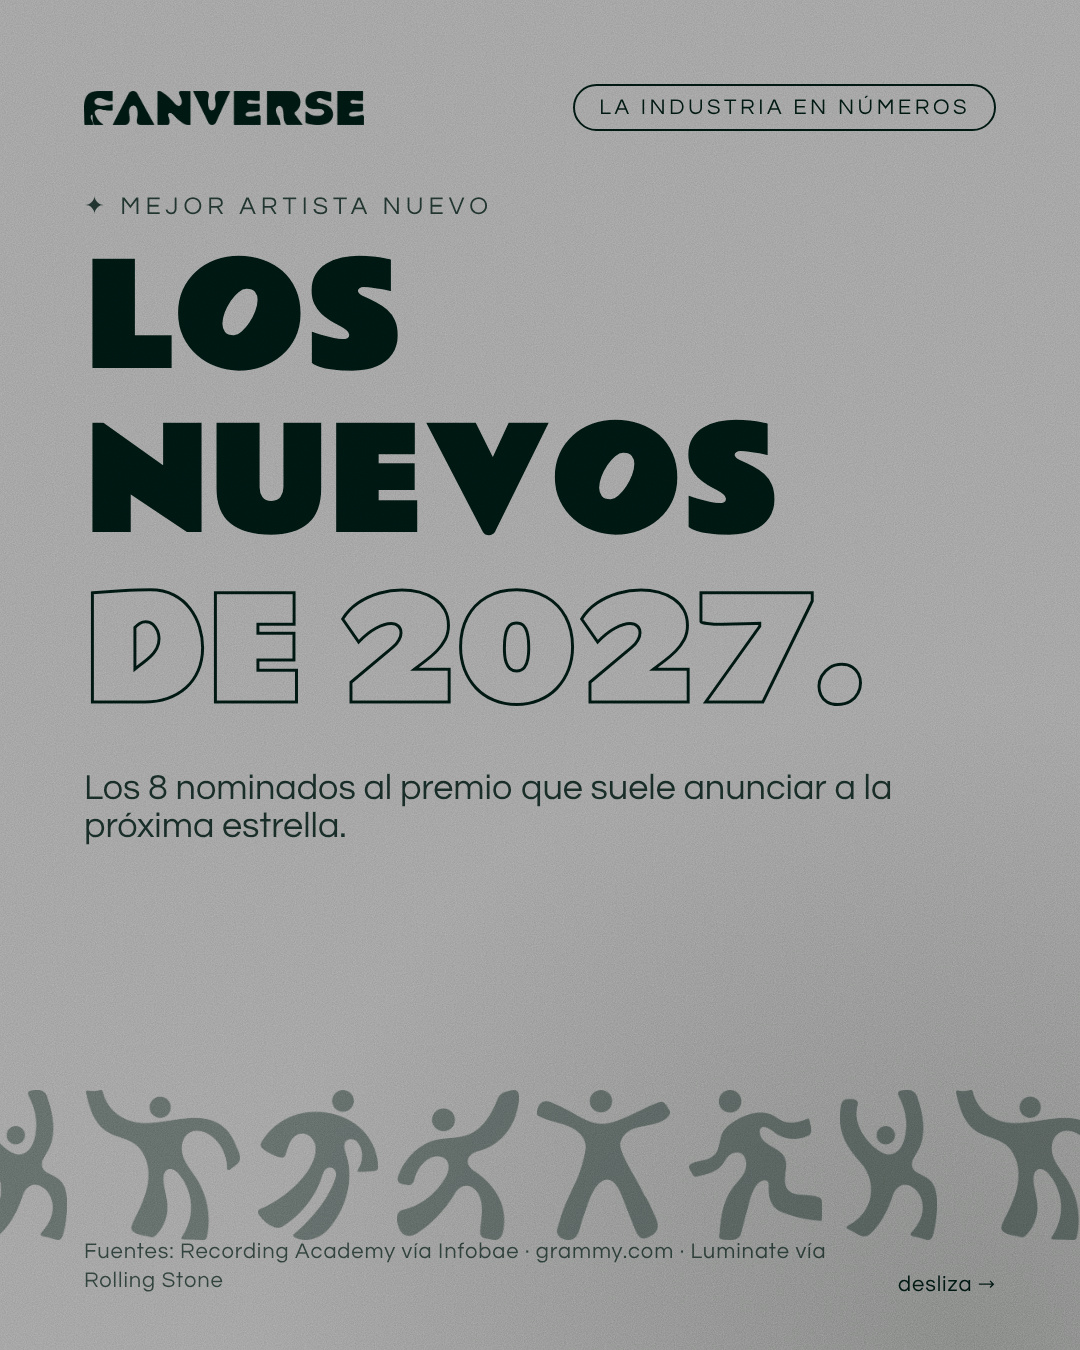 FANVERSE
LA INDUSTRIA EN NÚMEROS
✦ MEJOR ARTISTA NUEVO
LOS
NUEVOS
DE 2027.
Los 8 nominados al premio que suele anunciar a la
próxima estrella.
Fuentes: Recording Academy vía Infobae · grammy.com · Luminate vía
Rolling Stone
desliza →